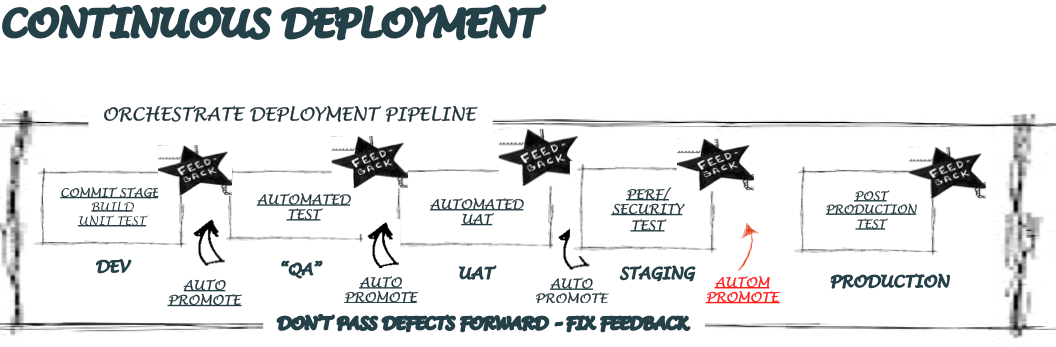 CONTINUOUS DEPLOYMENT
ORCHESTRATE DEPLOYMENT PIPELINE
FEED-
BACK
FEED-
BACK
FEED-
BACK
FEED-
BACK
FEED-
BACK
COMMIT STAGE
BUILD
UNIT TEST
AUTOMATED
TEST
AUTOMATED
UAT
PERF/
SECURITY
TEST
POST
PRODUCTION
TEST
DEV
"QA"
UAT
STAGING
PRODUCTION
AUTO
PROMOTE
AUTO
PROMOTE
AUTO
PROMOTE
AUTOM
PROMOTE
DON'T PASS DEFECTS FORWARD - FIX FEEDBACK